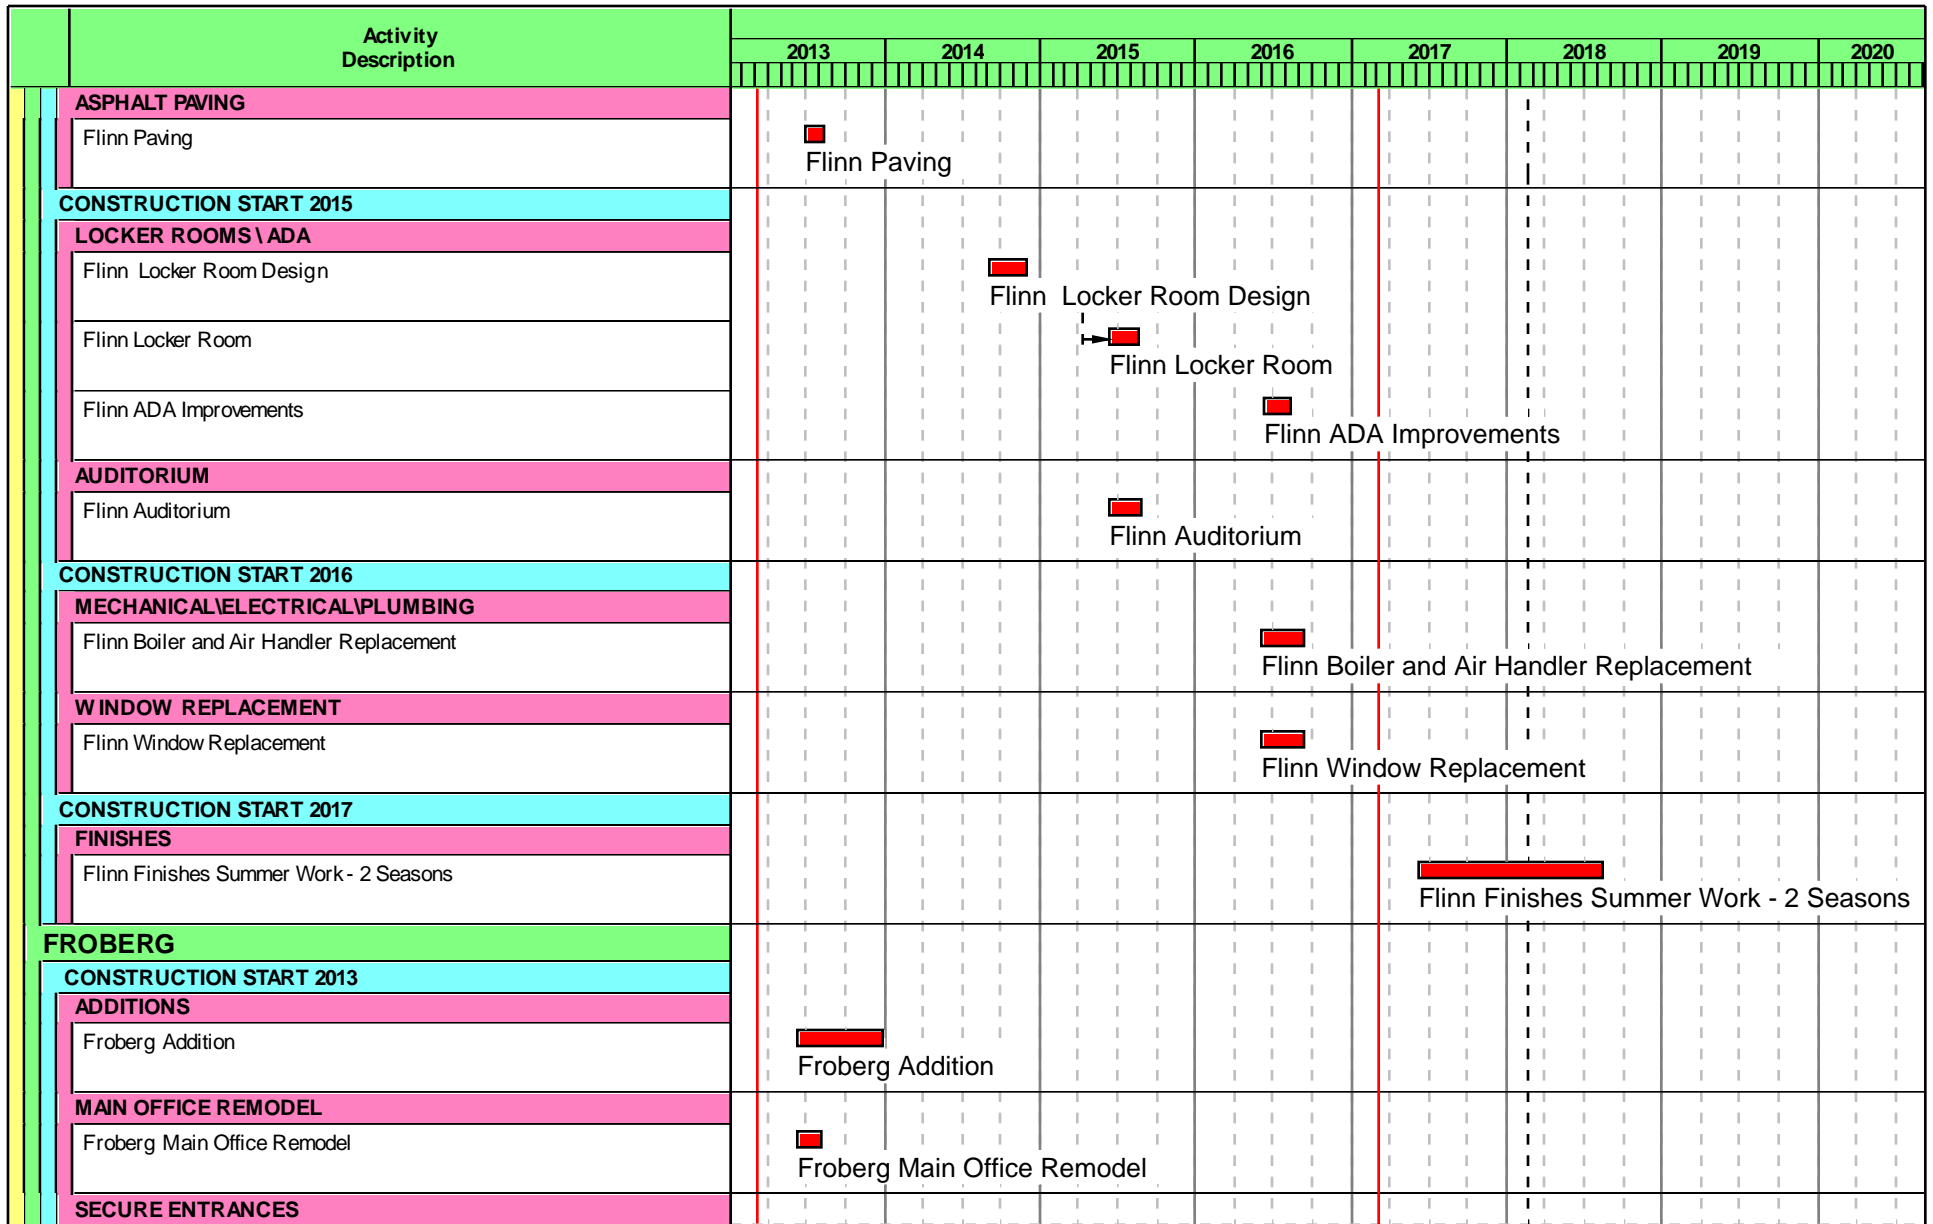 Activity
Description
2013 2014 2015 2016 2017 2018 2019 2020
ASPHALT PAVING
Flinn Paving
Flinn Paving
CONSTRUCTION START 2015
LOCKER ROOMS \ ADA
Flinn Locker Room Design
Flinn Locker Room Design
Flinn Locker Room
Flinn Locker Room
Flinn ADA Improvements
Flinn ADA Improvements
AUDITORIUM
Flinn Auditorium
Flinn Auditorium
CONSTRUCTION START 2016
MECHANICAL\ELECTRICAL\PLUMBING
Flinn Boiler and Air Handler Replacement
Flinn Boiler and Air Handler Replacement
WINDOW REPLACEMENT
Flinn Window Replacement
Flinn Window Replacement
CONSTRUCTION START 2017
FINISHES
Flinn Finishes Summer Work - 2 Seasons
Flinn Finishes Summer Work - 2 Seasons
FROBERG
CONSTRUCTION START 2013
ADDITIONS
Froberg Addition
Froberg Addition
MAIN OFFICE REMODEL
Froberg Main Office Remodel
Froberg Main Office Remodel
SECURE ENTRANCES